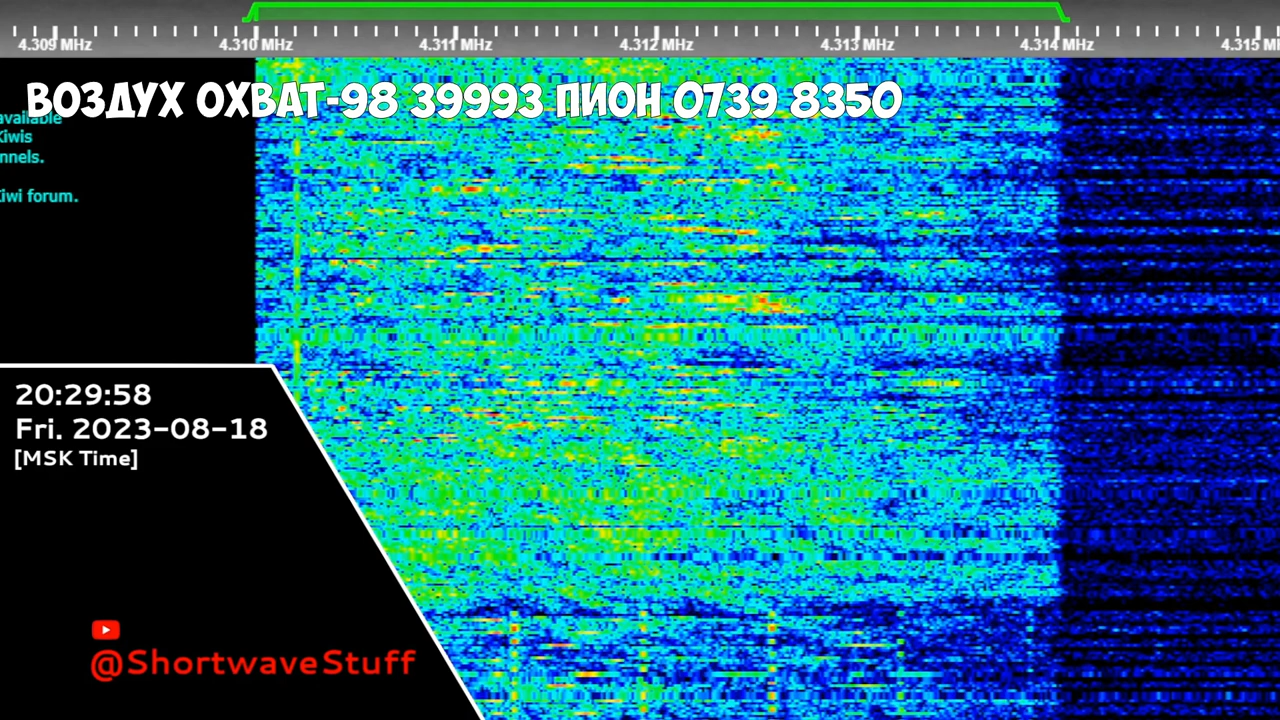 4.309 MHz 4.310 MHz 4.311 MHz 4.312 MHz 4.313 MHz 4.314 MHz 4.315 M
ВОЗДУХ ОХВАТ-98 39993 ПИОН 0739 8350
available
Kiwis
nnels.
Kiwi forum.
20:29:58
Fri. 2023-08-18
[MSK Time]
@ShortwaveStuff